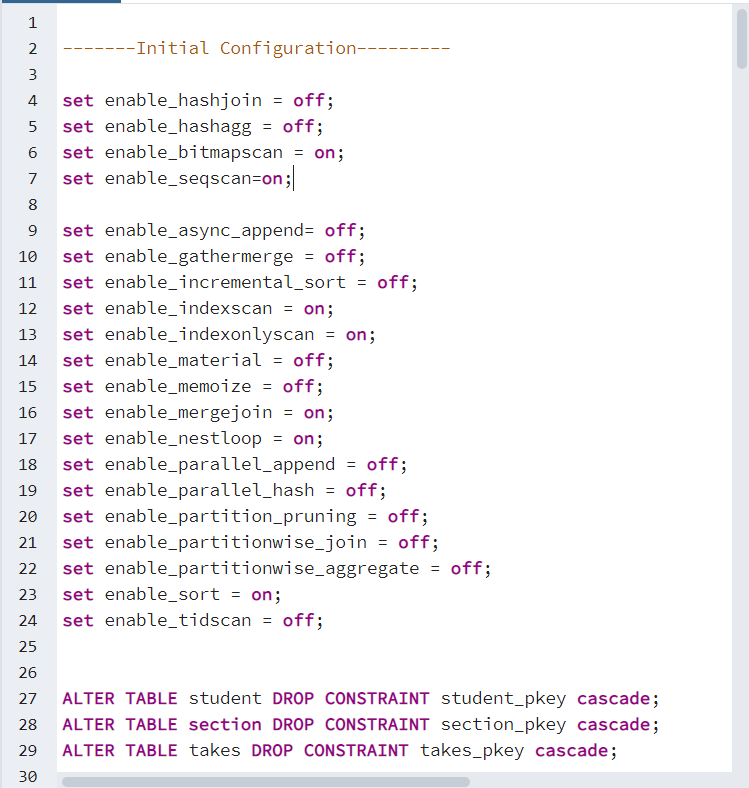 1
2 -------Initial Configuration---------
3
4 set enable_hashjoin = off;
5 set enable_hashagg = off;
6 set enable_bitmapscan = on;
7 set enable_seqscan=on;
8
9 set enable_async_append= off;
10 set enable_gathermerge = off;
11 set enable_incremental_sort = off;
12 set enable_indexscan = on;
13 set enable_indexonlyscan = on;
14 set enable_material = off;
15 set enable_memoize = off;
16 set enable_mergejoin = on;
17 set enable_nestloop = on;
18 set enable_parallel_append = off;
19 set enable_parallel_hash = off;
20 set enable_partition_pruning = off;
21 set enable_partitionwise_join = off;
22 set enable_partitionwise_aggregate = off;
23 set enable_sort = on;
24 set enable_tidscan = off;
25
26
27 ALTER TABLE student DROP CONSTRAINT student_pkey cascade;
28 ALTER TABLE section DROP CONSTRAINT section_pkey cascade;
29 ALTER TABLE takes DROP CONSTRAINT takes_pkey cascade;
30